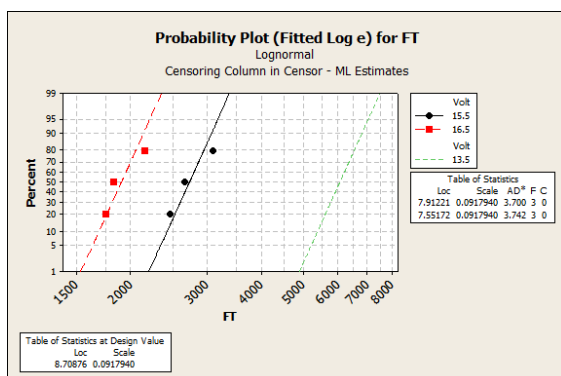 Probability Plot (Fitted Log e) for FT
Lognormal
Censoring Column in Censor - ML Estimates
99
95
90
80
70
60
50
40
30
20
10
5
1
Percent
1500 2000 3000 4000 5000 6000 7000 8000
FT
Volt
15.5
16.5
Volt
13.5
Table of Statistics
Loc Scale AD* F C
7.91221 0.0917940 3.700 3 0
7.55172 0.0917940 3.742 3 0
Table of Statistics at Design Value
Loc Scale
8.70876 0.0917940